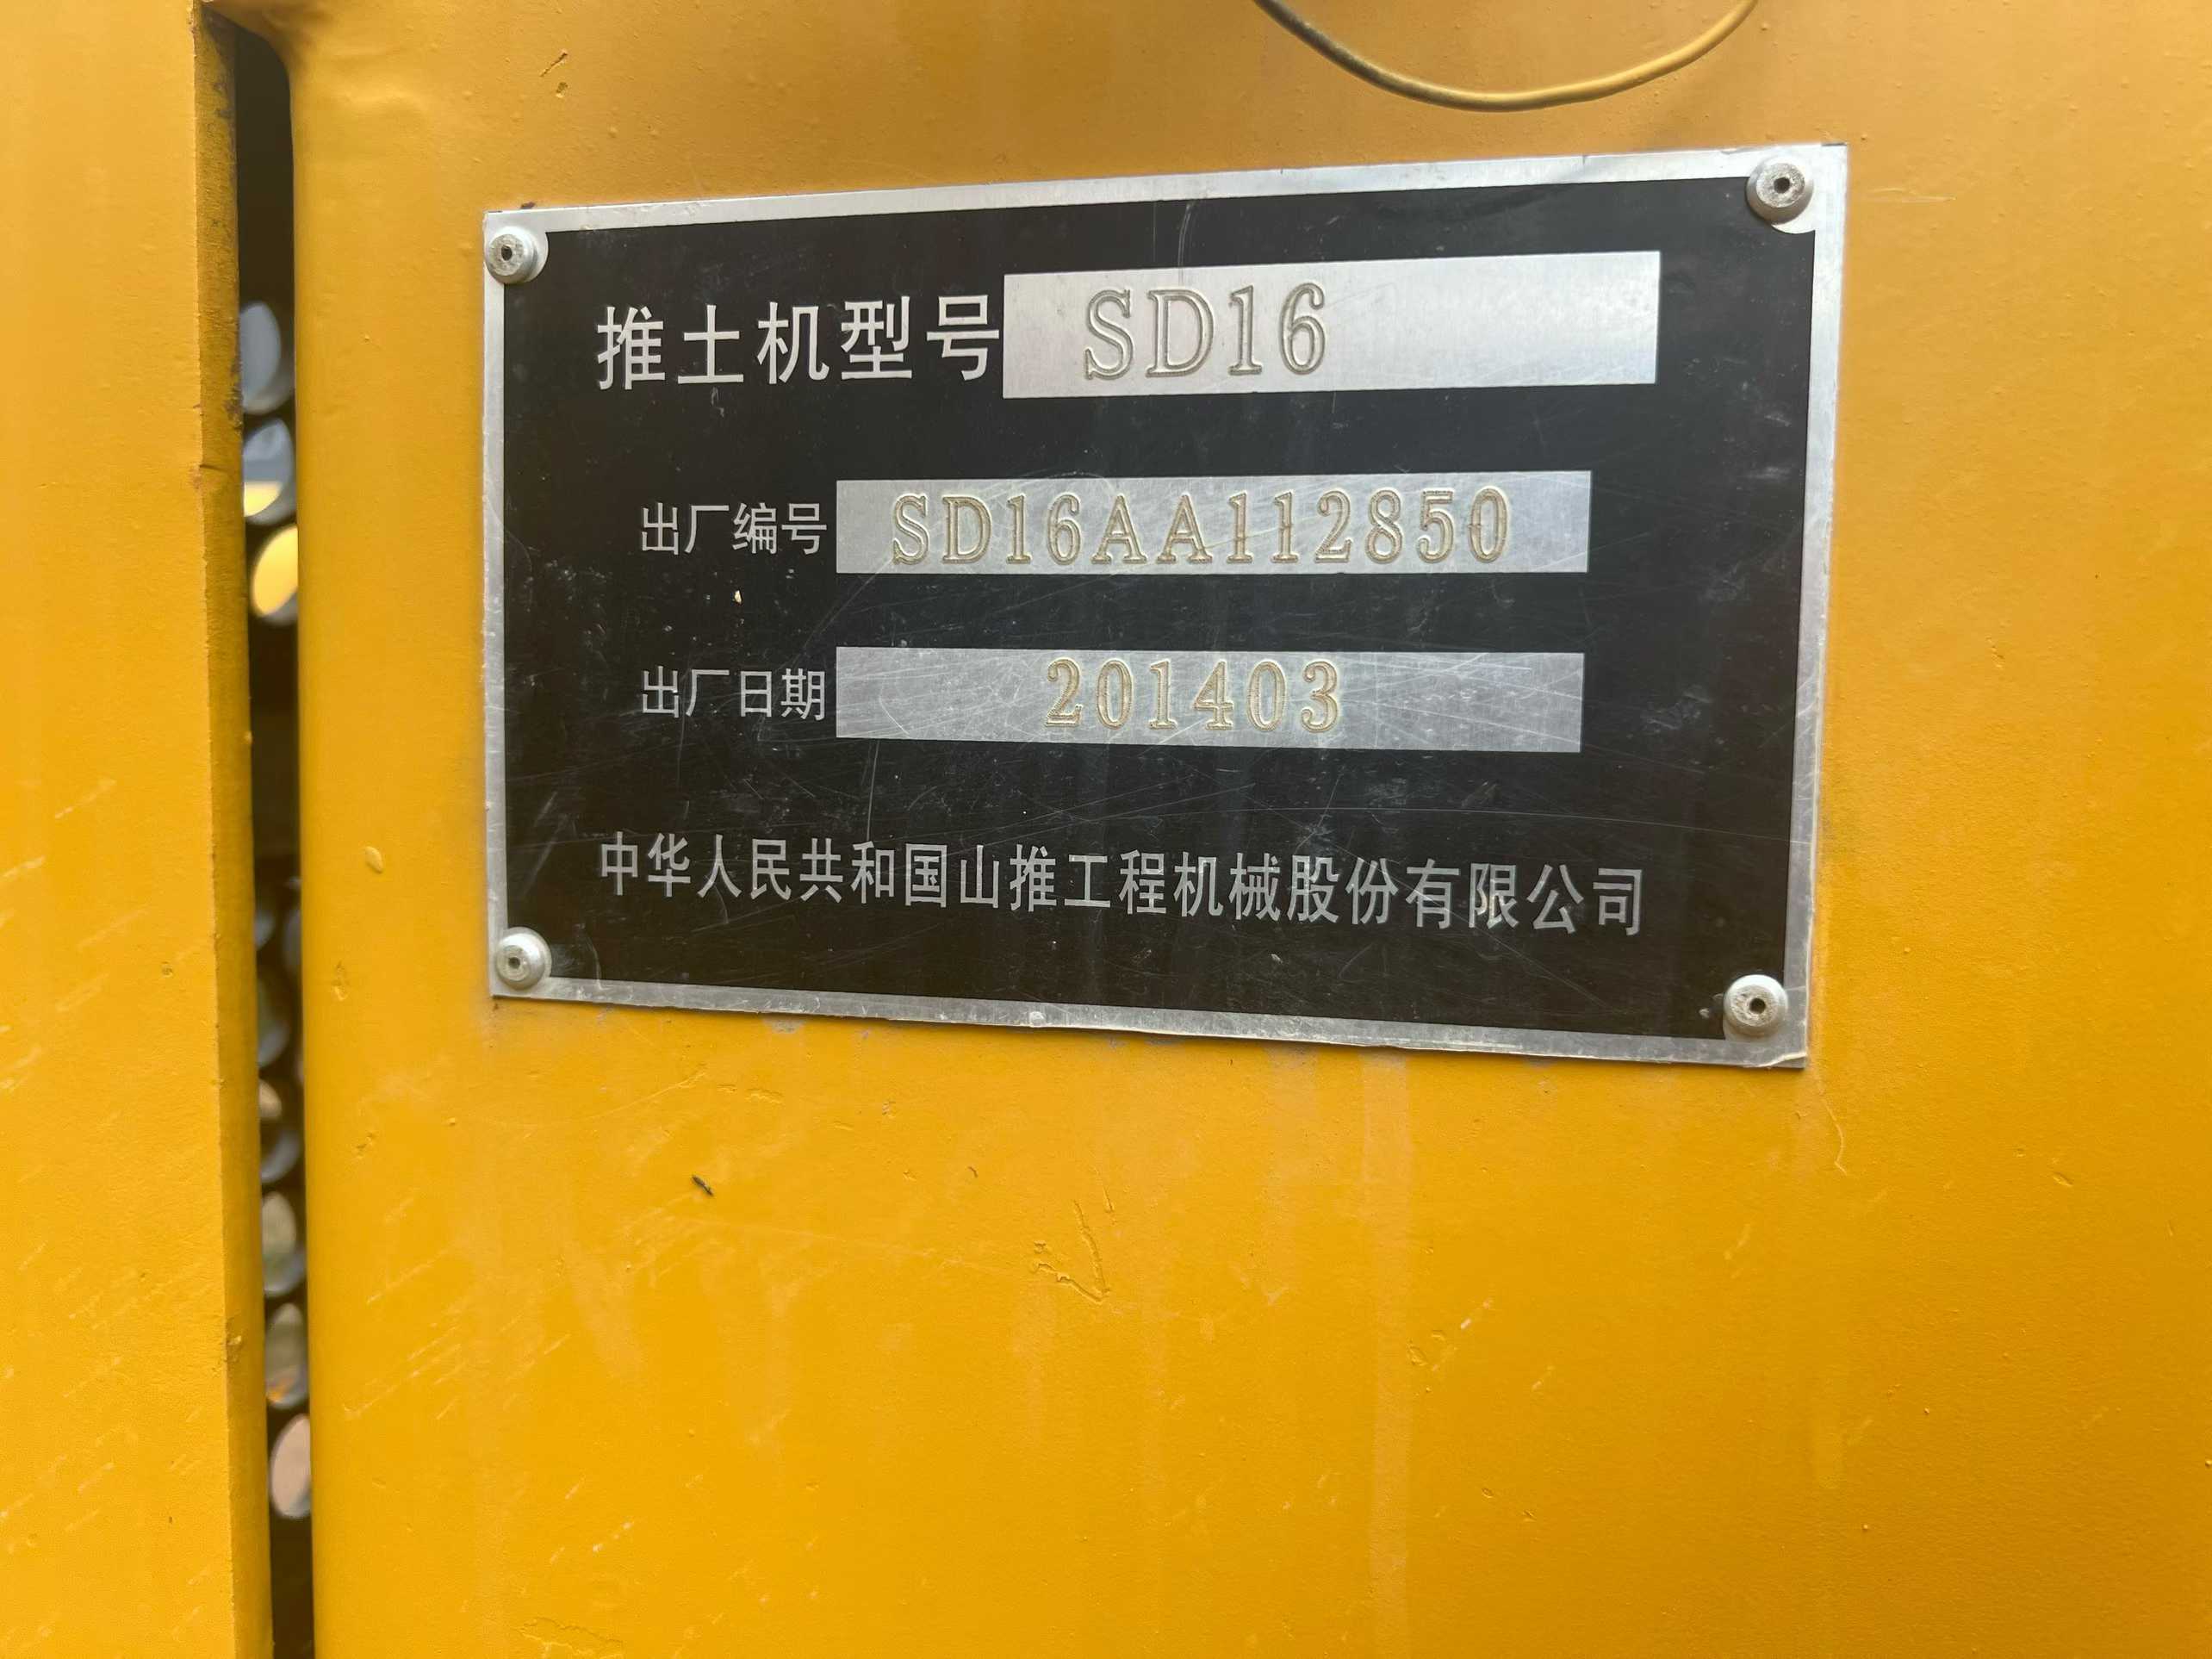 推土机型号 SD16
出厂编号 SD16AA112850
出厂日期 201403
中华人民共和国山推工程机械股份有限公司